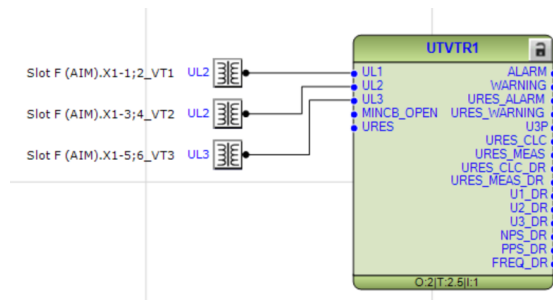 UTVTR1
Slot F (AIM).X1-1;2_VT1 UL2
Slot F (AIM).X1-3;4_VT2 UL2
Slot F (AIM).X1-5;6_VT3 UL3
UL1
UL2
UL3
MINCB_OPEN
URES
ALARM
WARNING
URES_ALARM
URES_WARNING
U3P
URES_CLC
URES_MEAS
URES_CLC_DR
URES_MEAS_DR
U1_DR
U2_DR
U3_DR
NPS_DR
PPS_DR
FREQ_DR
O:2|T:2.5|I:1